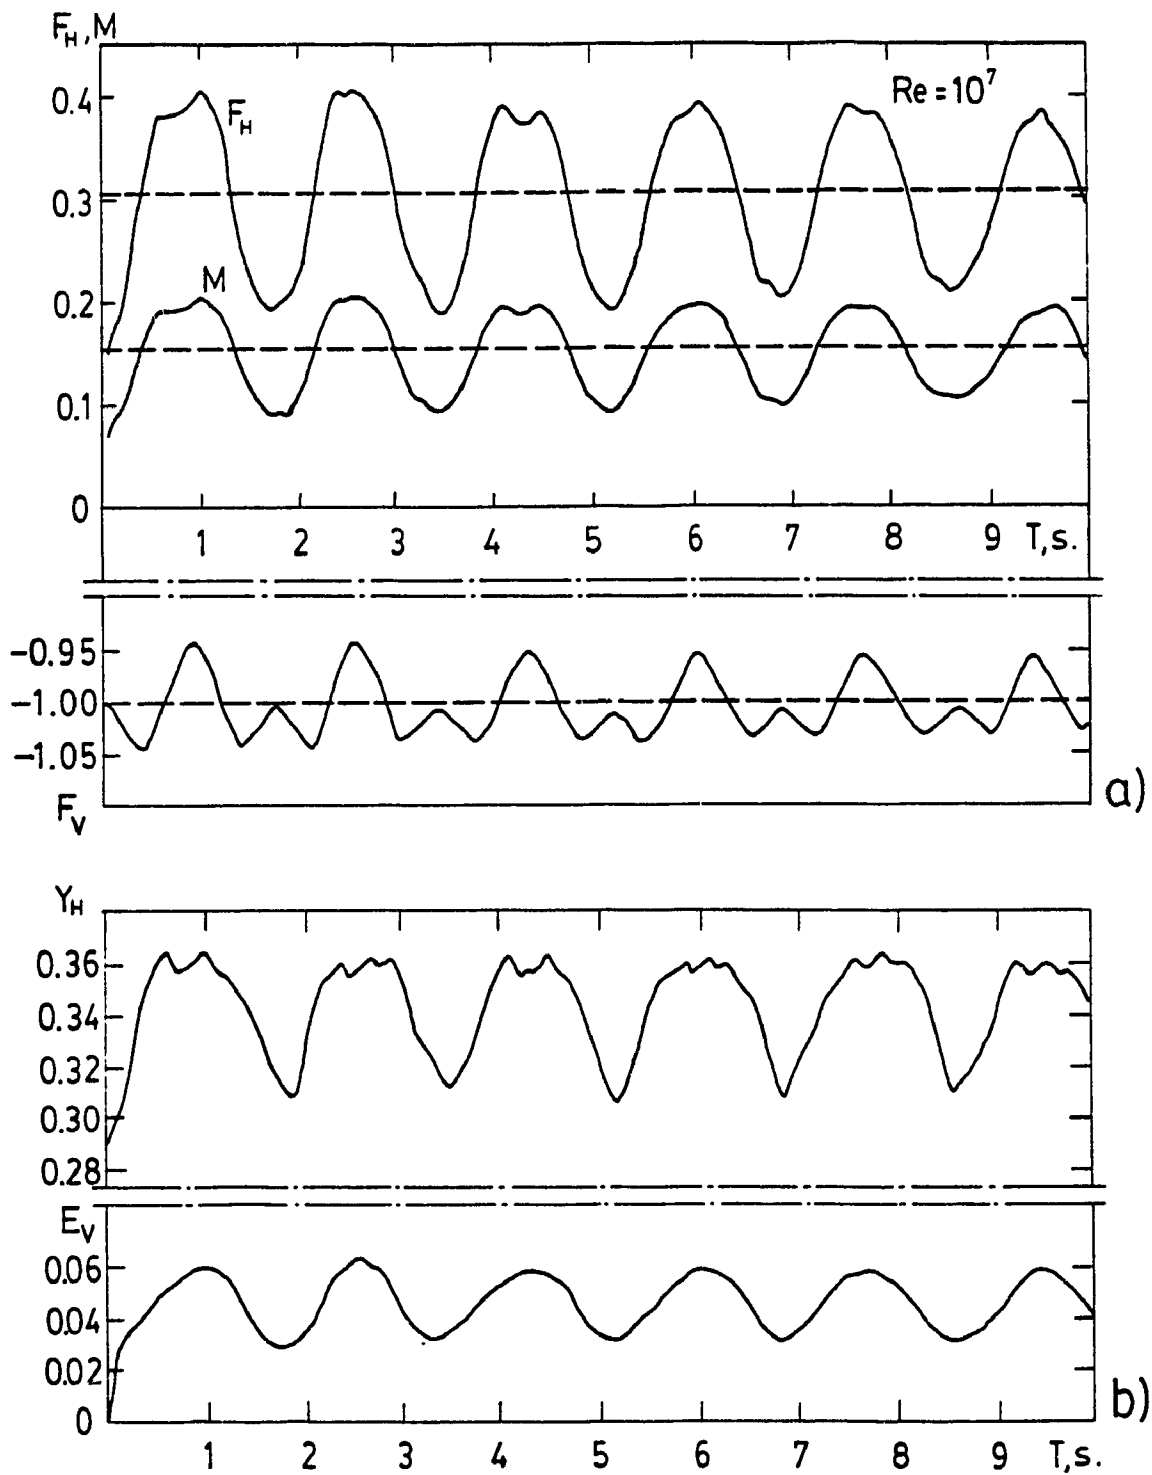 F_H, M
Re = 10^7
0.4
F_H
0.3
M
0.2
0.1
0
1 2 3 4 5 6 7 8 9 T,s.
-0.95
-1.00
-1.05
F_V
a)
Y_H
0.36
0.34
0.32
0.30
0.28
E_V
0.06
0.04
0.02
0
b)
1 2 3 4 5 6 7 8 9 T,s.